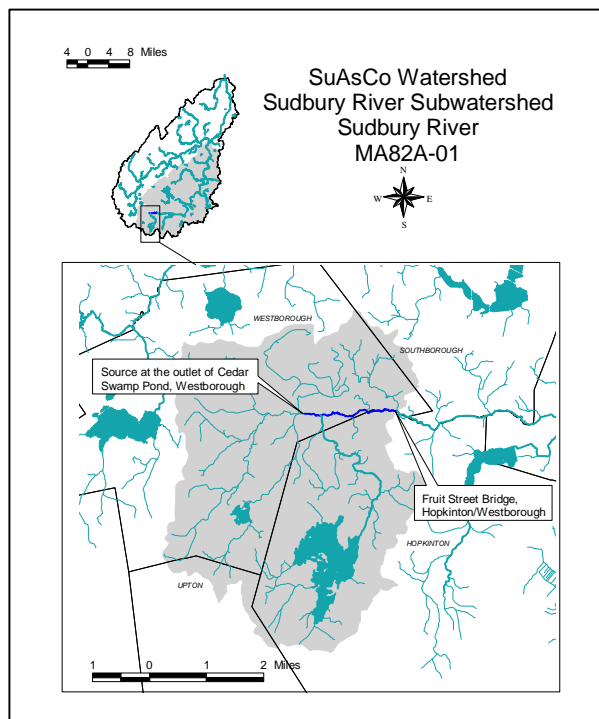 4 0 4 8 Miles
SuAsCo Watershed
Sudbury River Subwatershed
Sudbury River
MA82A-01
N
W E
S
WESTBOROUGH
SOUTHBOROUGH
Source at the outlet of Cedar
Swamp Pond, Westborough
Fruit Street Bridge,
Hopkinton/Westborough
HOPKINTON
UPTON
1 0 1 2 Miles